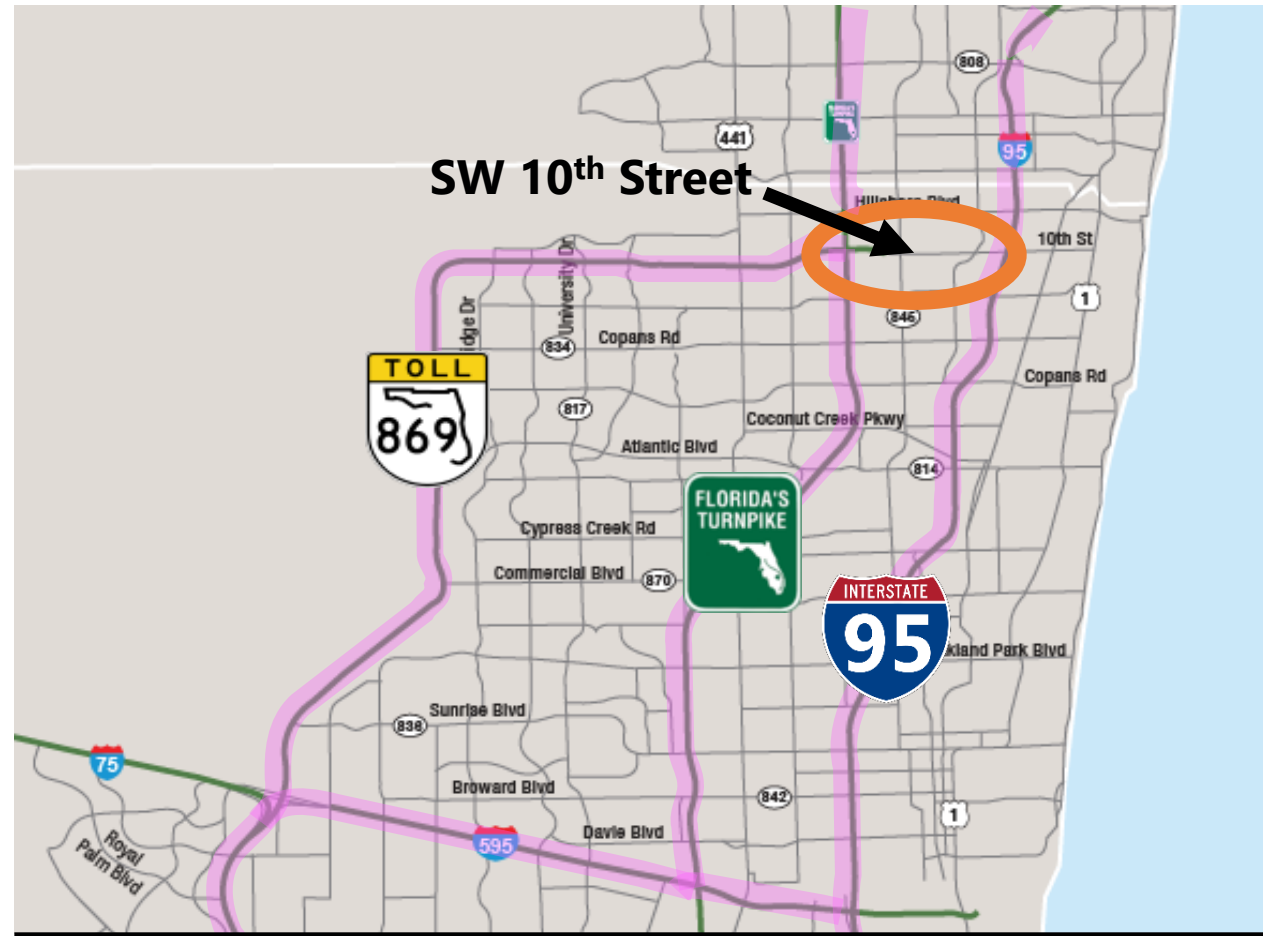 808
441
95
SW 10th Street
Hillsboro Blvd
10th St
1
846
University Dr
idge Dr
Copans Rd
834
TOLL
869
Copans Rd
817
Coconut Creek Pkwy
Atlantic Blvd
814
FLORIDA'S
TURNPIKE
Cypress Creek Rd
Commercial Blvd
870
INTERSTATE
95
kland Park Blvd
Sunrise Blvd
838
75
Broward Blvd
842
1
Davie Blvd
595
Royal
Palm Blvd